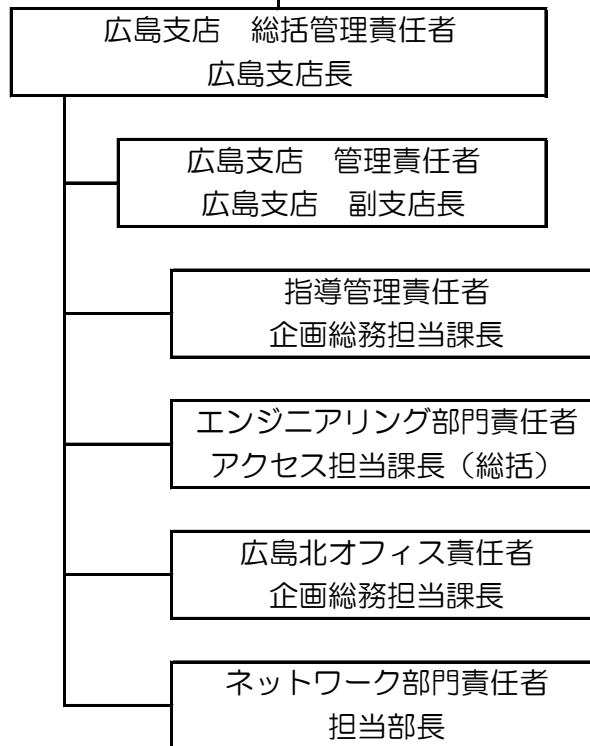 広島支店　総括管理責任者
広島支店長
広島支店　管理責任者
広島支店　副支店長
指導管理責任者
企画総務担当課長
エンジニアリング部門責任者
アクセス担当課長（総括）
広島北オフィス責任者
企画総務担当課長
ネットワーク部門責任者
担当部長